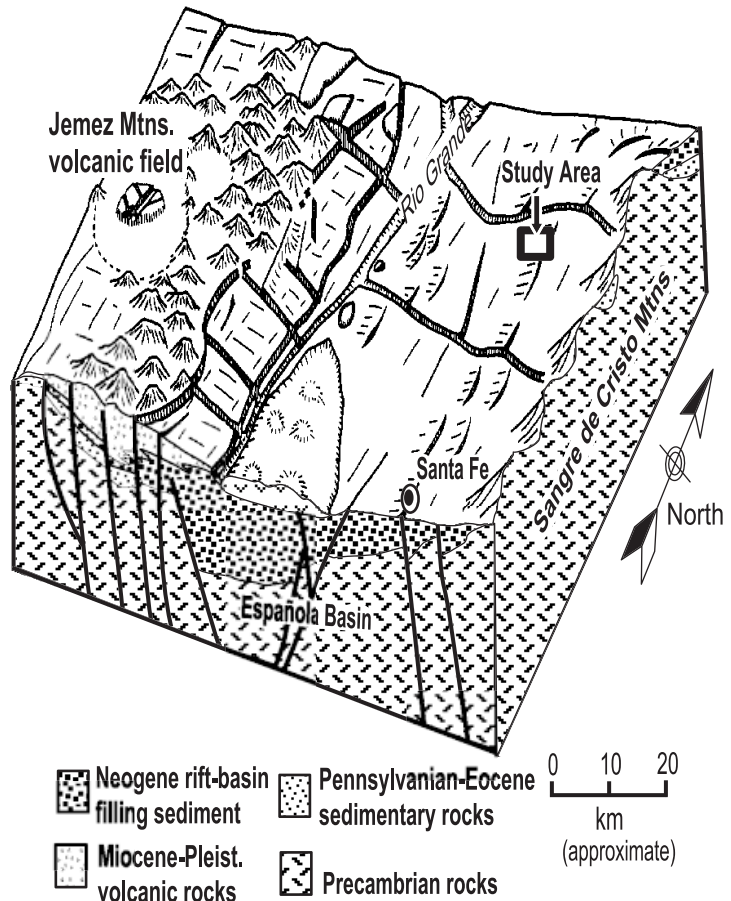 Jemez Mtns.
volcanic field
Rio Grande
Study Area
Sangre de Cristo Mtns
Santa Fe
North
Española Basin
Neogene rift-basin
filling sediment
Pennsylvanian-Eocene
sedimentary rocks
Miocene-Pleist.
volcanic rocks
Precambrian rocks
0 10 20
km
(approximate)